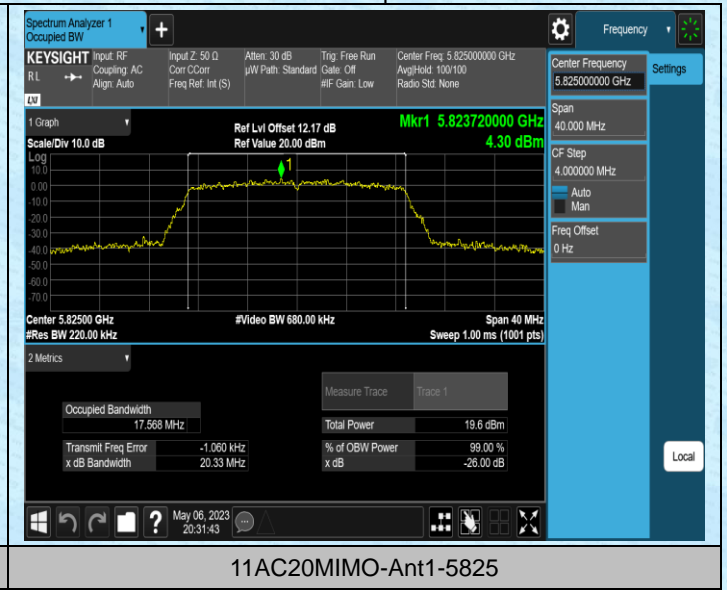 Spectrum Analyzer 1
Occupied BW
+
Frequency
KEYSIGHT
R L
LXI
Input: RF
Coupling: AC
Align: Auto
Input Z: 50 Ω
Corr CCorr
Freq Ref: Int (S)
Atten: 30 dB
µW Path: Standard
Trig: Free Run
Gate: Off
#IF Gain: Low
Center Freq: 5.825000000 GHz
Avg|Hold: 100/100
Radio Std: None
Center Frequency
5.825000000 GHz
Settings
Span
40.000 MHz
CF Step
4.000000 MHz
Auto
Man
Freq Offset
0 Hz
1 Graph
Scale/Div 10.0 dB
Ref Lvl Offset 12.17 dB
Ref Value 20.00 dBm
Mkr1 5.823720000 GHz
4.30 dBm
Log
10.0
0.00
-10.0
-20.0
-30.0
-40.0
-50.0
-60.0
-70.0
1
Center 5.82500 GHz
#Res BW 220.00 kHz
#Video BW 680.00 kHz
Span 40 MHz
Sweep 1.00 ms (1001 pts)
2 Metrics
Measure Trace
Trace 1
Occupied Bandwidth
17.568 MHz
Total Power
19.6 dBm
Transmit Freq Error
-1.060 kHz
% of OBW Power
99.00 %
x dB Bandwidth
20.33 MHz
x dB
-26.00 dB
Local
?
May 06, 2023
20:31:43
11AC20MIMO-Ant1-5825